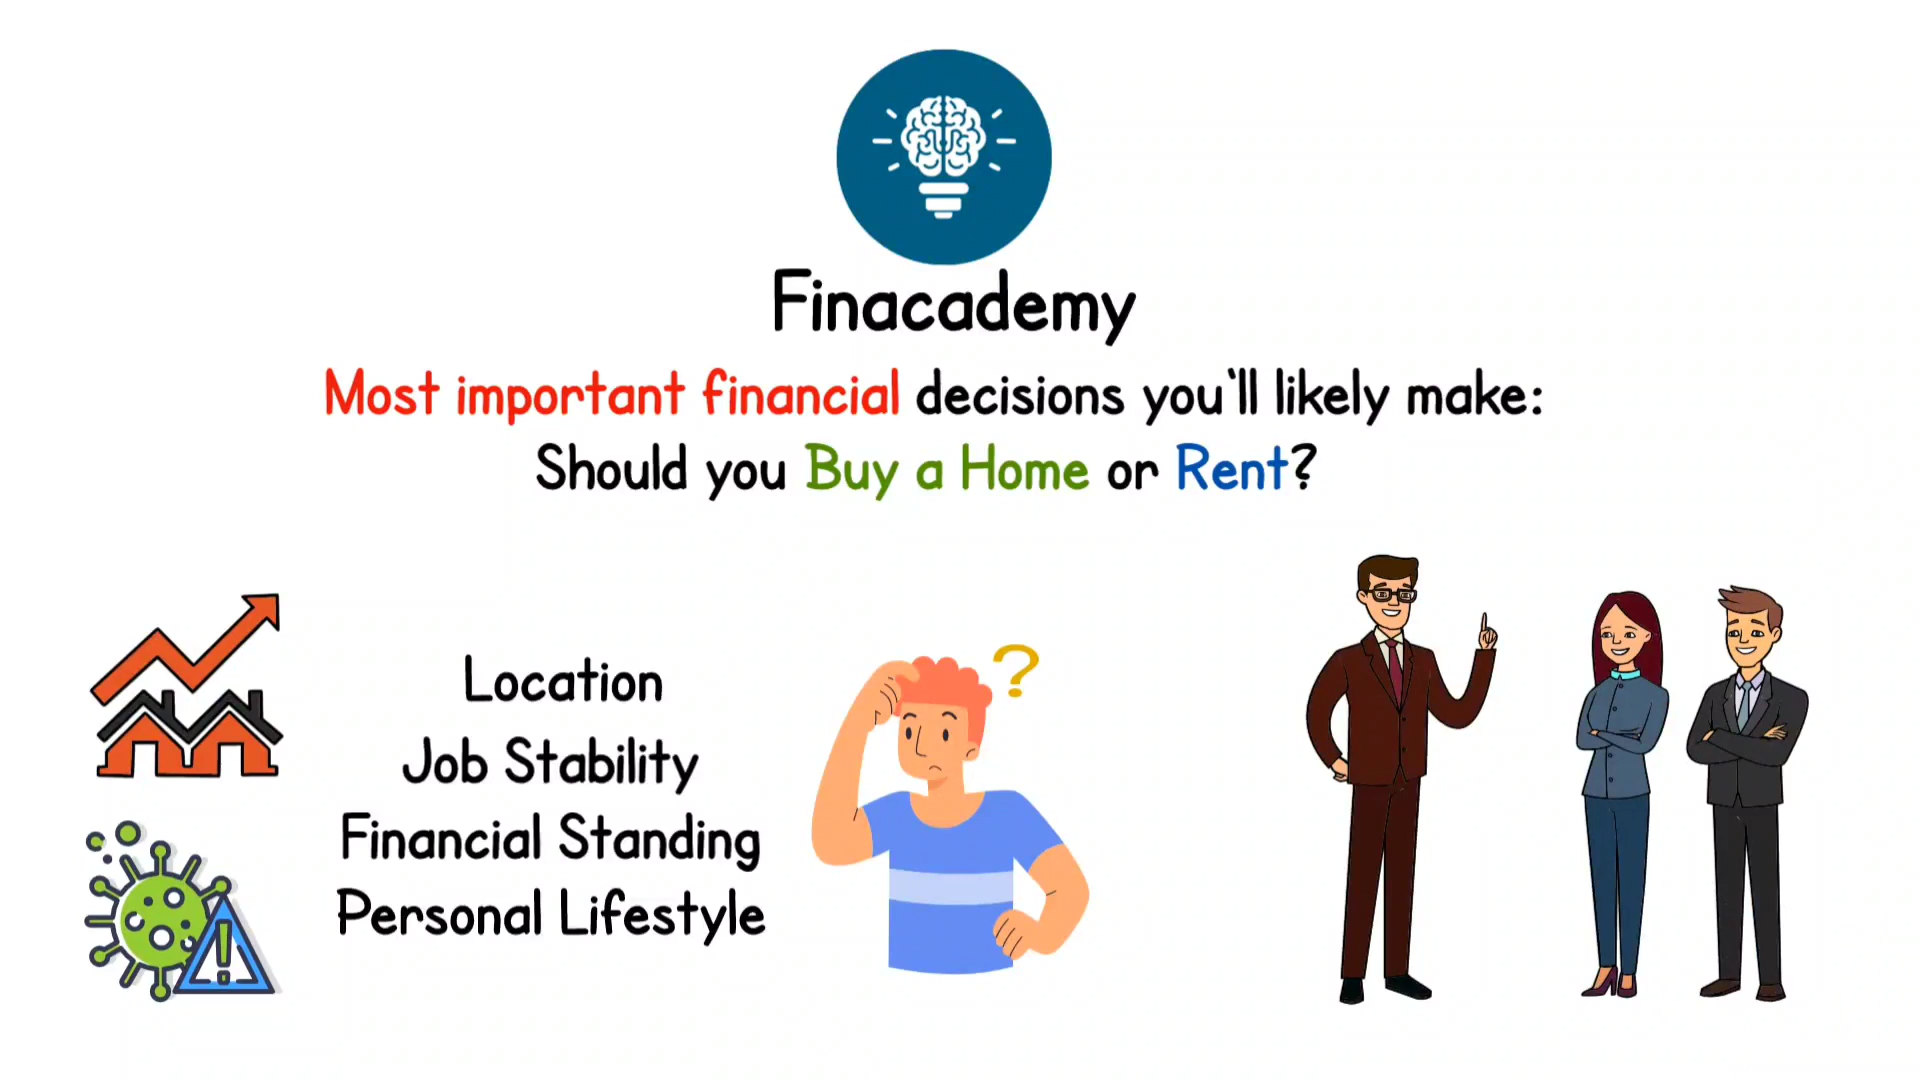 Finacademy
Most important financial decisions you'll likely make:
Should you Buy a Home or Rent?
?
Location
Job Stability
Financial Standing
Personal Lifestyle